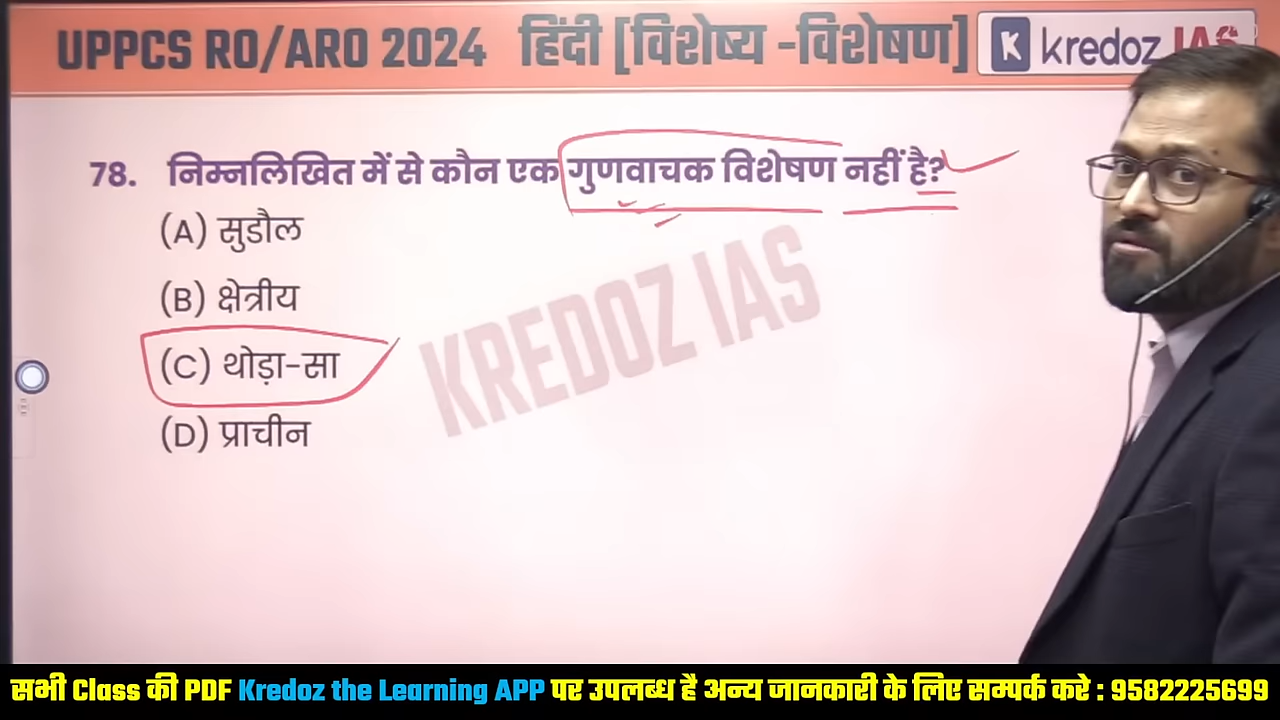 UPPCS RO/ARO 2024 हिंदी [विशेष्य -विशेषण] K kredoz IAS
78. निम्नलिखित में से कौन एक गुणवाचक विशेषण नहीं है?
(A) सुडौल
(B) क्षेत्रीय
(C) थोड़ा-सा
(D) प्राचीन
KREDOZ IAS
सभी Class की PDF Kredoz the Learning APP पर उपलब्ध है अन्य जानकारी के लिए सम्पर्क करे : 9582225699